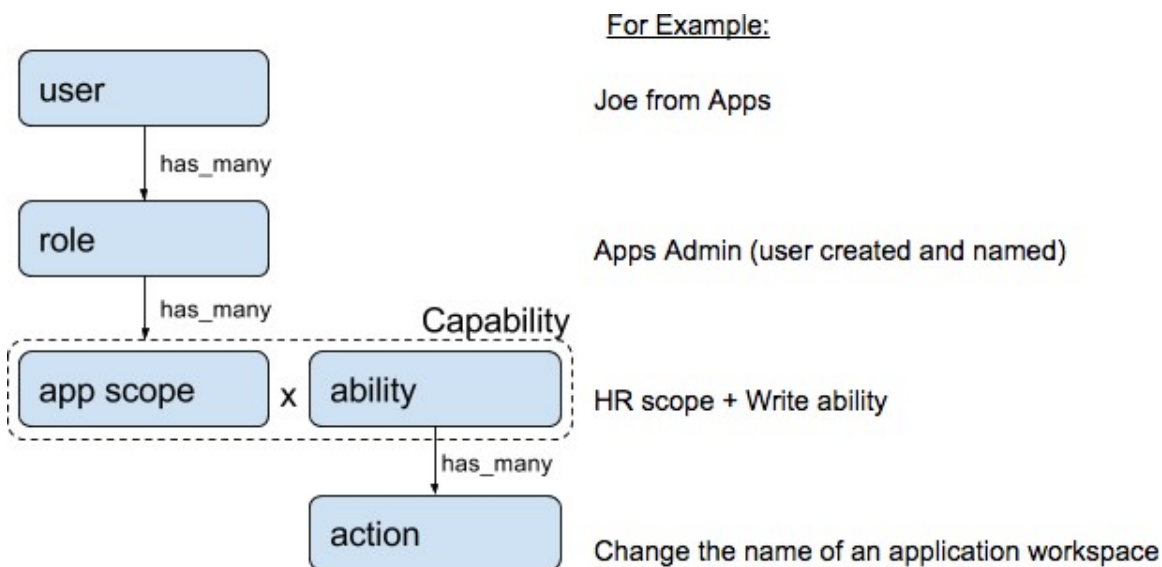 For Example:
user
Joe from Apps
has_many
role
Apps Admin (user created and named)
has_many
Capability
app scope x ability
HR scope + Write ability
has_many
action
Change the name of an application workspace